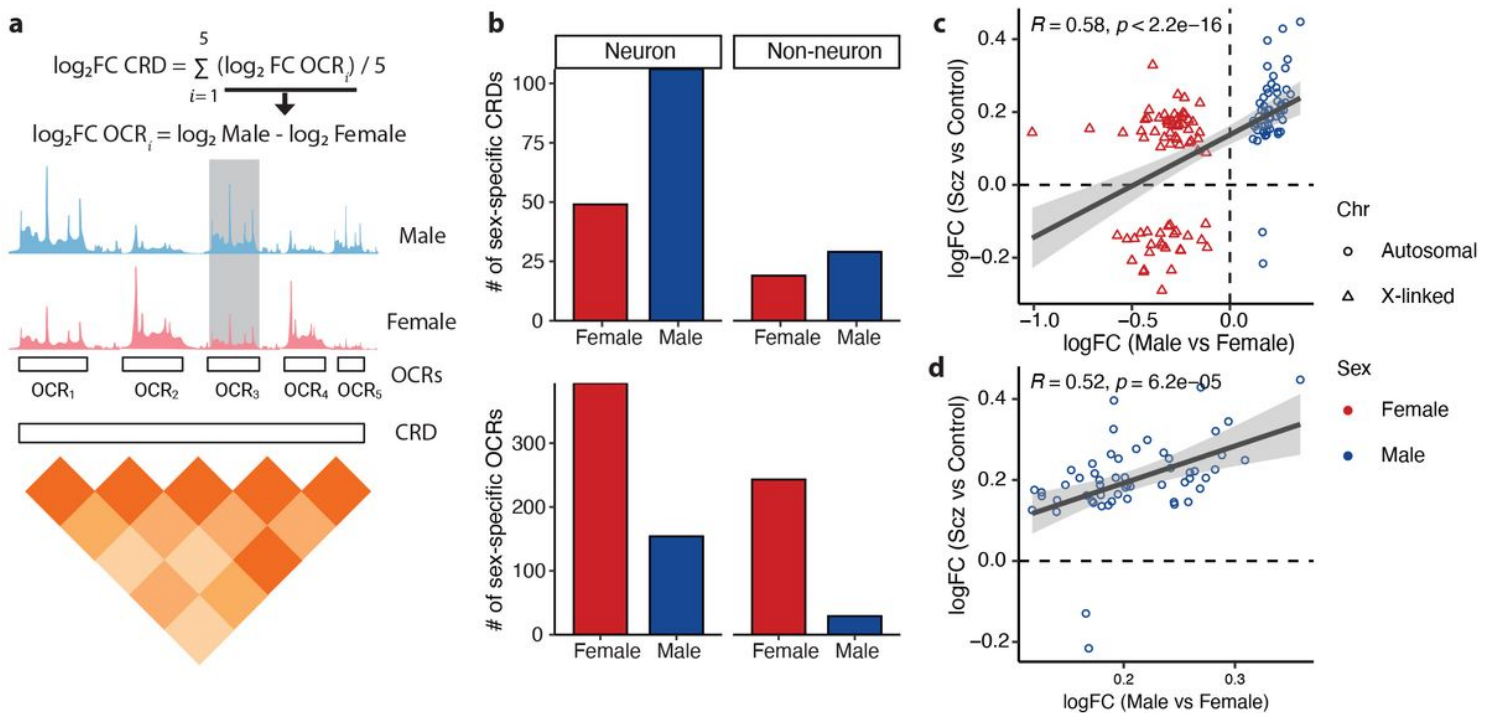 a
5
log₂FC CRD = Σ (log₂ FC OCRᵢ) / 5
i=1
log₂FC OCRᵢ = log₂ Male - log₂ Female
Male
Female
OCR₁ OCR₂ OCR₃ OCR₄ OCR₅
OCRs
CRD
b
Neuron Non-neuron
# of sex-specific CRDs
100
75
50
25
0
Female Male Female Male
# of sex-specific OCRs
300
200
100
0
Female Male Female Male
c
R = 0.58, p < 2.2e−16
logFC (Scz vs Control)
0.4
0.2
0.0
−0.2
−1.0 −0.5 0.0
logFC (Male vs Female)
d
R = 0.52, p = 6.2e−05
logFC (Scz vs Control)
0.4
0.2
0.0
−0.2
0.2 0.3
logFC (Male vs Female)
Chr
Autosomal
X-linked
Sex
Female
Male